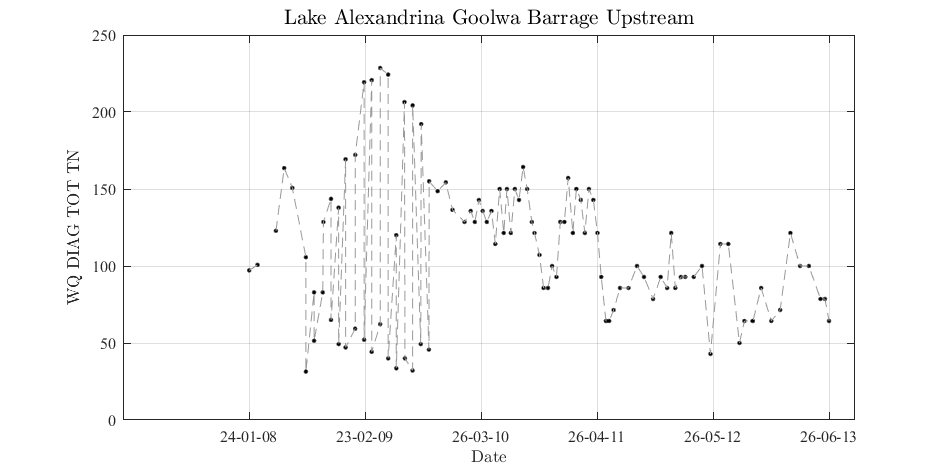 Lake Alexandrina Goolwa Barrage Upstream
WQ DIAG TOT TN
250
200
150
100
50
0
24-01-08 23-02-09 26-03-10 26-04-11 26-05-12 26-06-13
Date